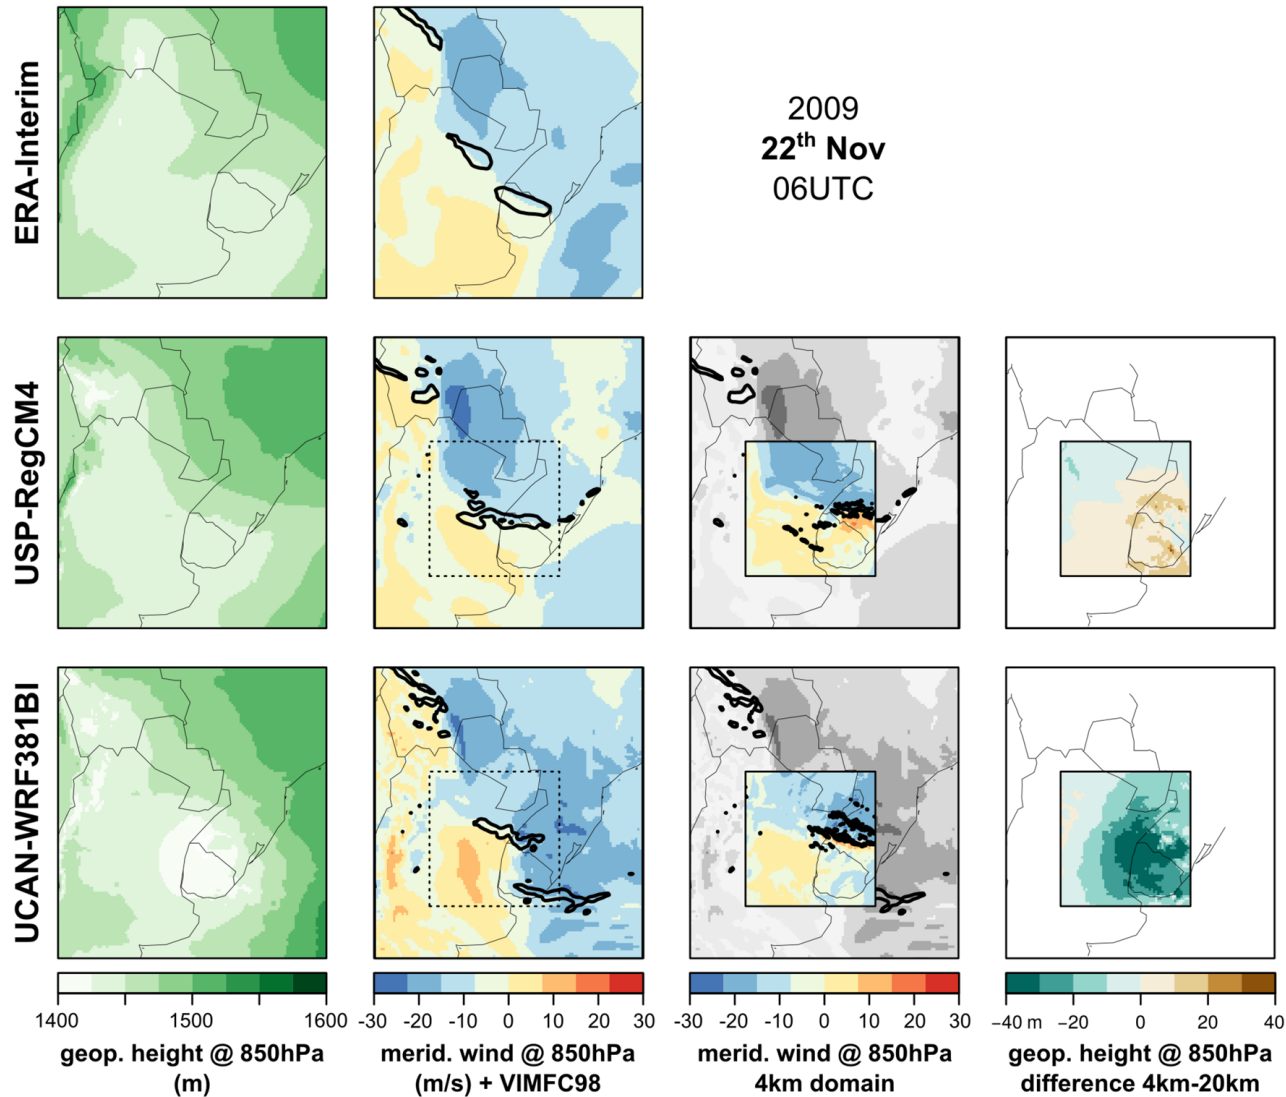 ERA-Interim
2009
22th Nov
06UTC
USP-RegCM4
UCAN-WRF381BI
1400 1500 1600
-30 -20 -10 0 10 20 30
-30 -20 -10 0 10 20 30
−40 m −20 0 20 40
geop. height @ 850hPa
(m)
merid. wind @ 850hPa
(m/s) + VIMFC98
merid. wind @ 850hPa
4km domain
geop. height @ 850hPa
difference 4km-20km